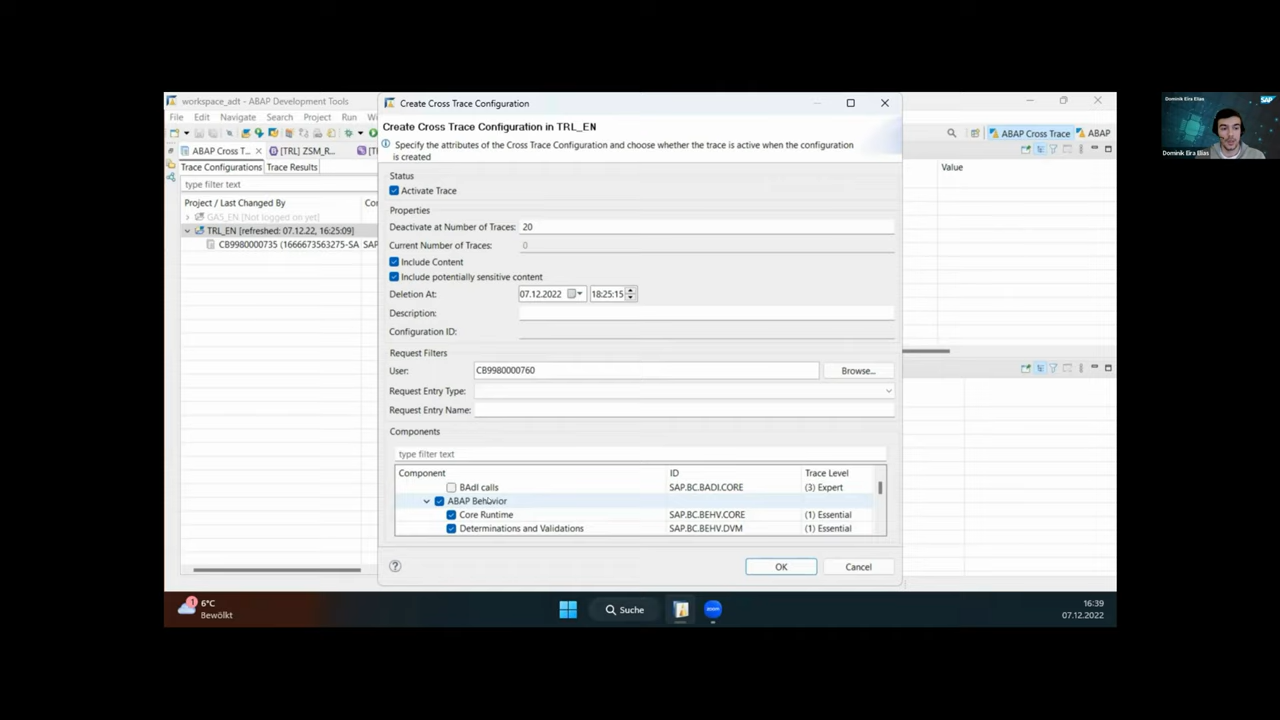 Create Cross Trace Configuration
Create Cross Trace Configuration in TRL_EN
Specify the attributes of the Cross Trace Configuration and choose whether the trace is active when the configuration
is created
Status
Activate Trace
Properties
Deactivate at Number of Traces: 20
Current Number of Traces: 0
Include Content
Include potentially sensitive content
Deletion At: 07.12.2022 18:25:15
Description:
Configuration ID:
Request Filters
User: CB9980000760 Browse...
Request Entry Type:
Request Entry Name:
Components
type filter text
Component ID Trace Level
BAdI calls SAP.BC.BADI.CORE (3) Expert
ABAP Behavior
Core Runtime SAP.BC.BEHV.CORE (1) Essential
Determinations and Validations SAP.BC.BEHV.DVM (1) Essential
OK Cancel
workspace_adt - ABAP Development Tools
File Edit Navigate Search Project Run
ABAP Cross T... [TRL] ZSM_R...
Trace Configurations Trace Results
type filter text
Project / Last Changed By
GAS_EN [Not logged on yet]
TRL_EN [refreshed: 07.12.22, 16:25:09]
CB9980000735 (1666673563275-SA SAP
ABAP Cross Trace ABAP
Value
6°C
Bewölkt
Suche
zoom
16:39
07.12.2022
Dominik Eira Elias
SAP
Dominik Eira Elias